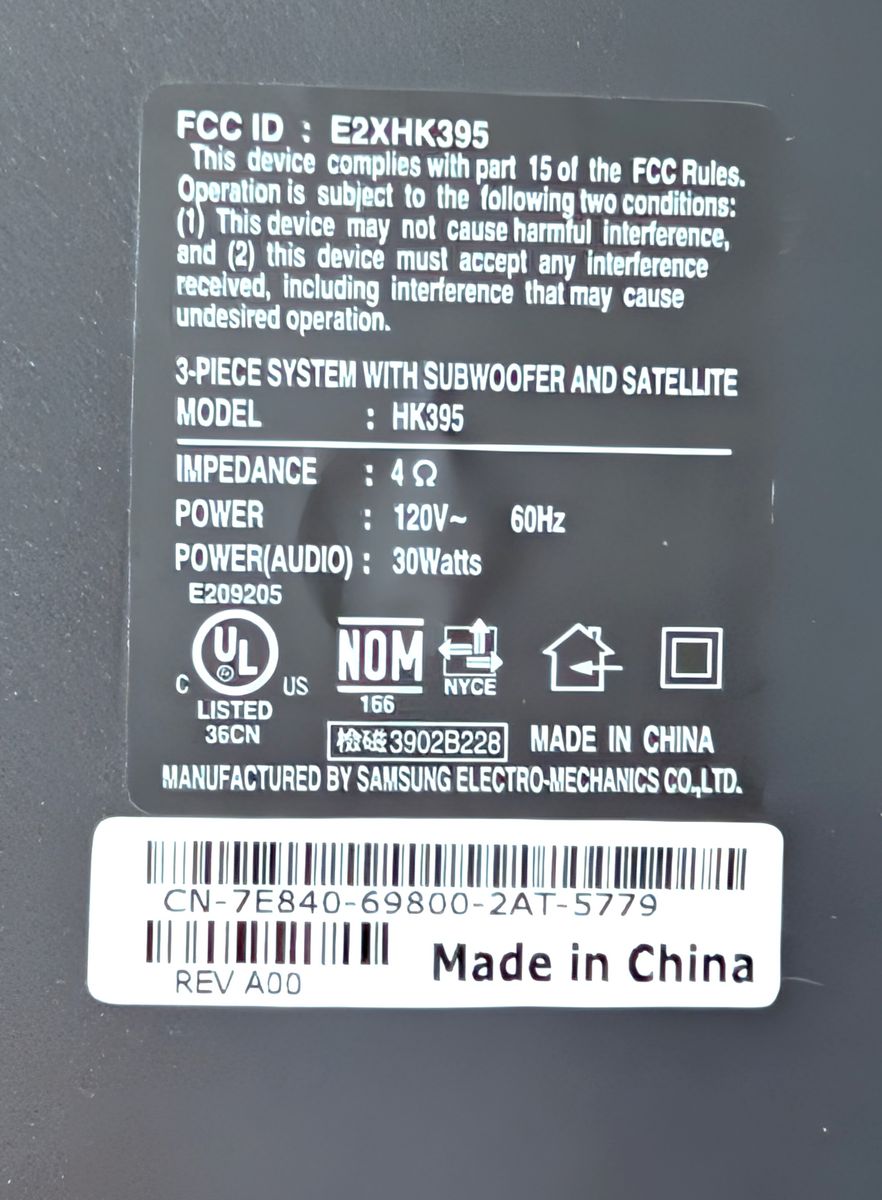 FCC ID : E2XHK395
This device complies with part 15 of the FCC Rules.
Operation is subject to the following two conditions:
(1) This device may not cause harmful interference,
and (2) this device must accept any interference
received, including interference that may cause
undesired operation.
3-PIECE SYSTEM WITH SUBWOOFER AND SATELLITE
MODEL : HK395
IMPEDANCE : 4 Ω
POWER : 120V~ 60Hz
POWER(AUDIO) : 30Watts
E209205
C UL US
LISTED
36CN
NOM
166
NYCE
檢磁3902B228
MADE IN CHINA
MANUFACTURED BY SAMSUNG ELECTRO-MECHANICS CO.,LTD.
CN-7E840-69800-2AT-5779
REV A00
Made in China